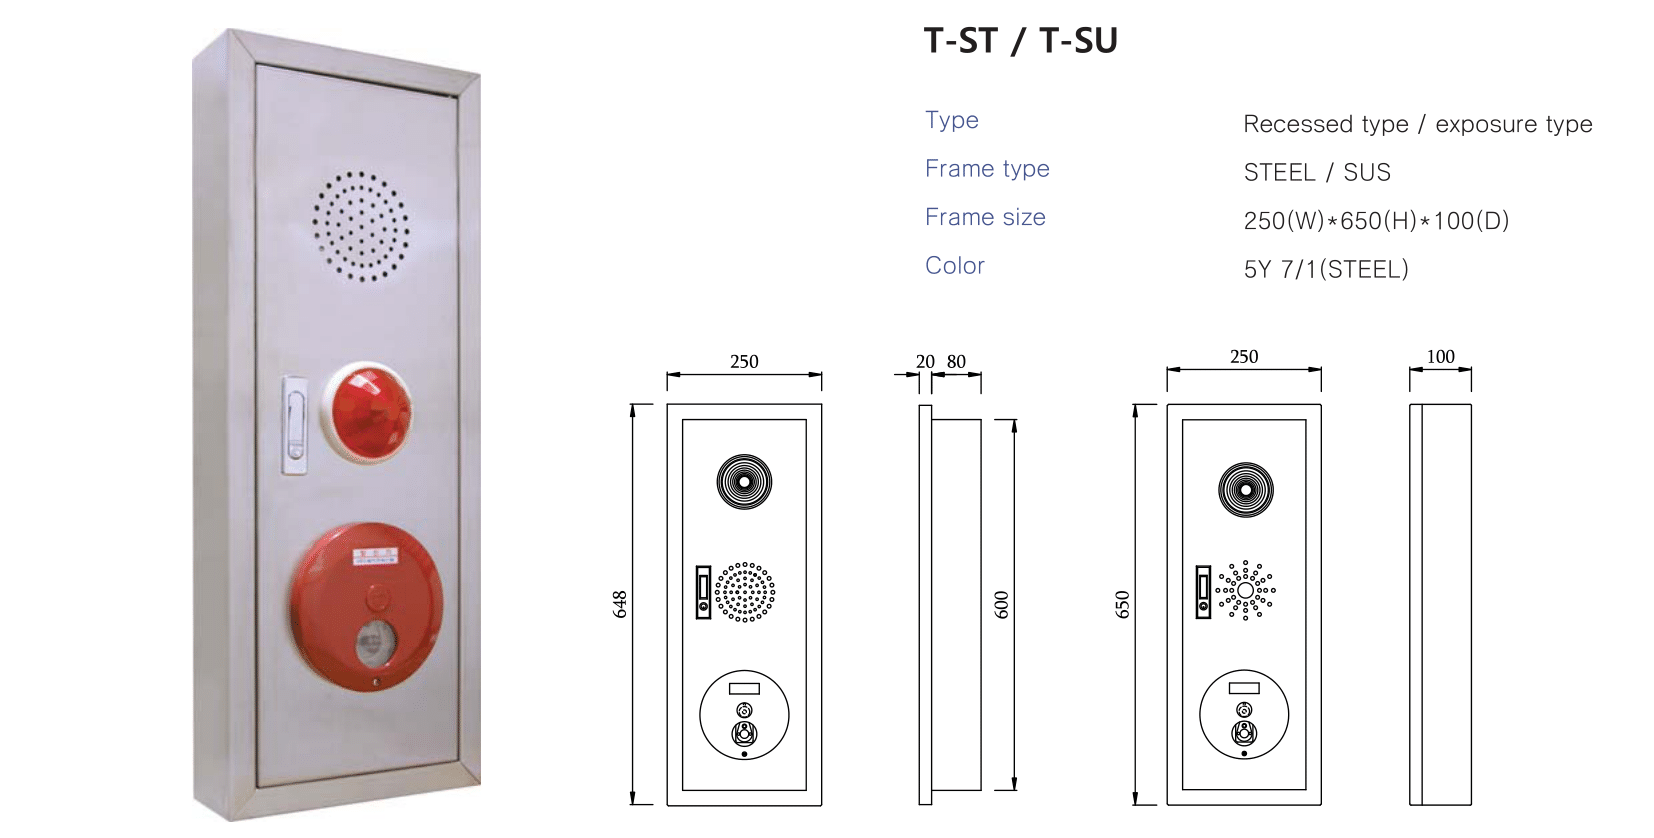 T-ST / T-SU
Type Recessed type / exposure type
Frame type STEEL / SUS
Frame size 250(W)*650(H)*100(D)
Color 5Y 7/1(STEEL)
250
20 80
250
100
648
600
650